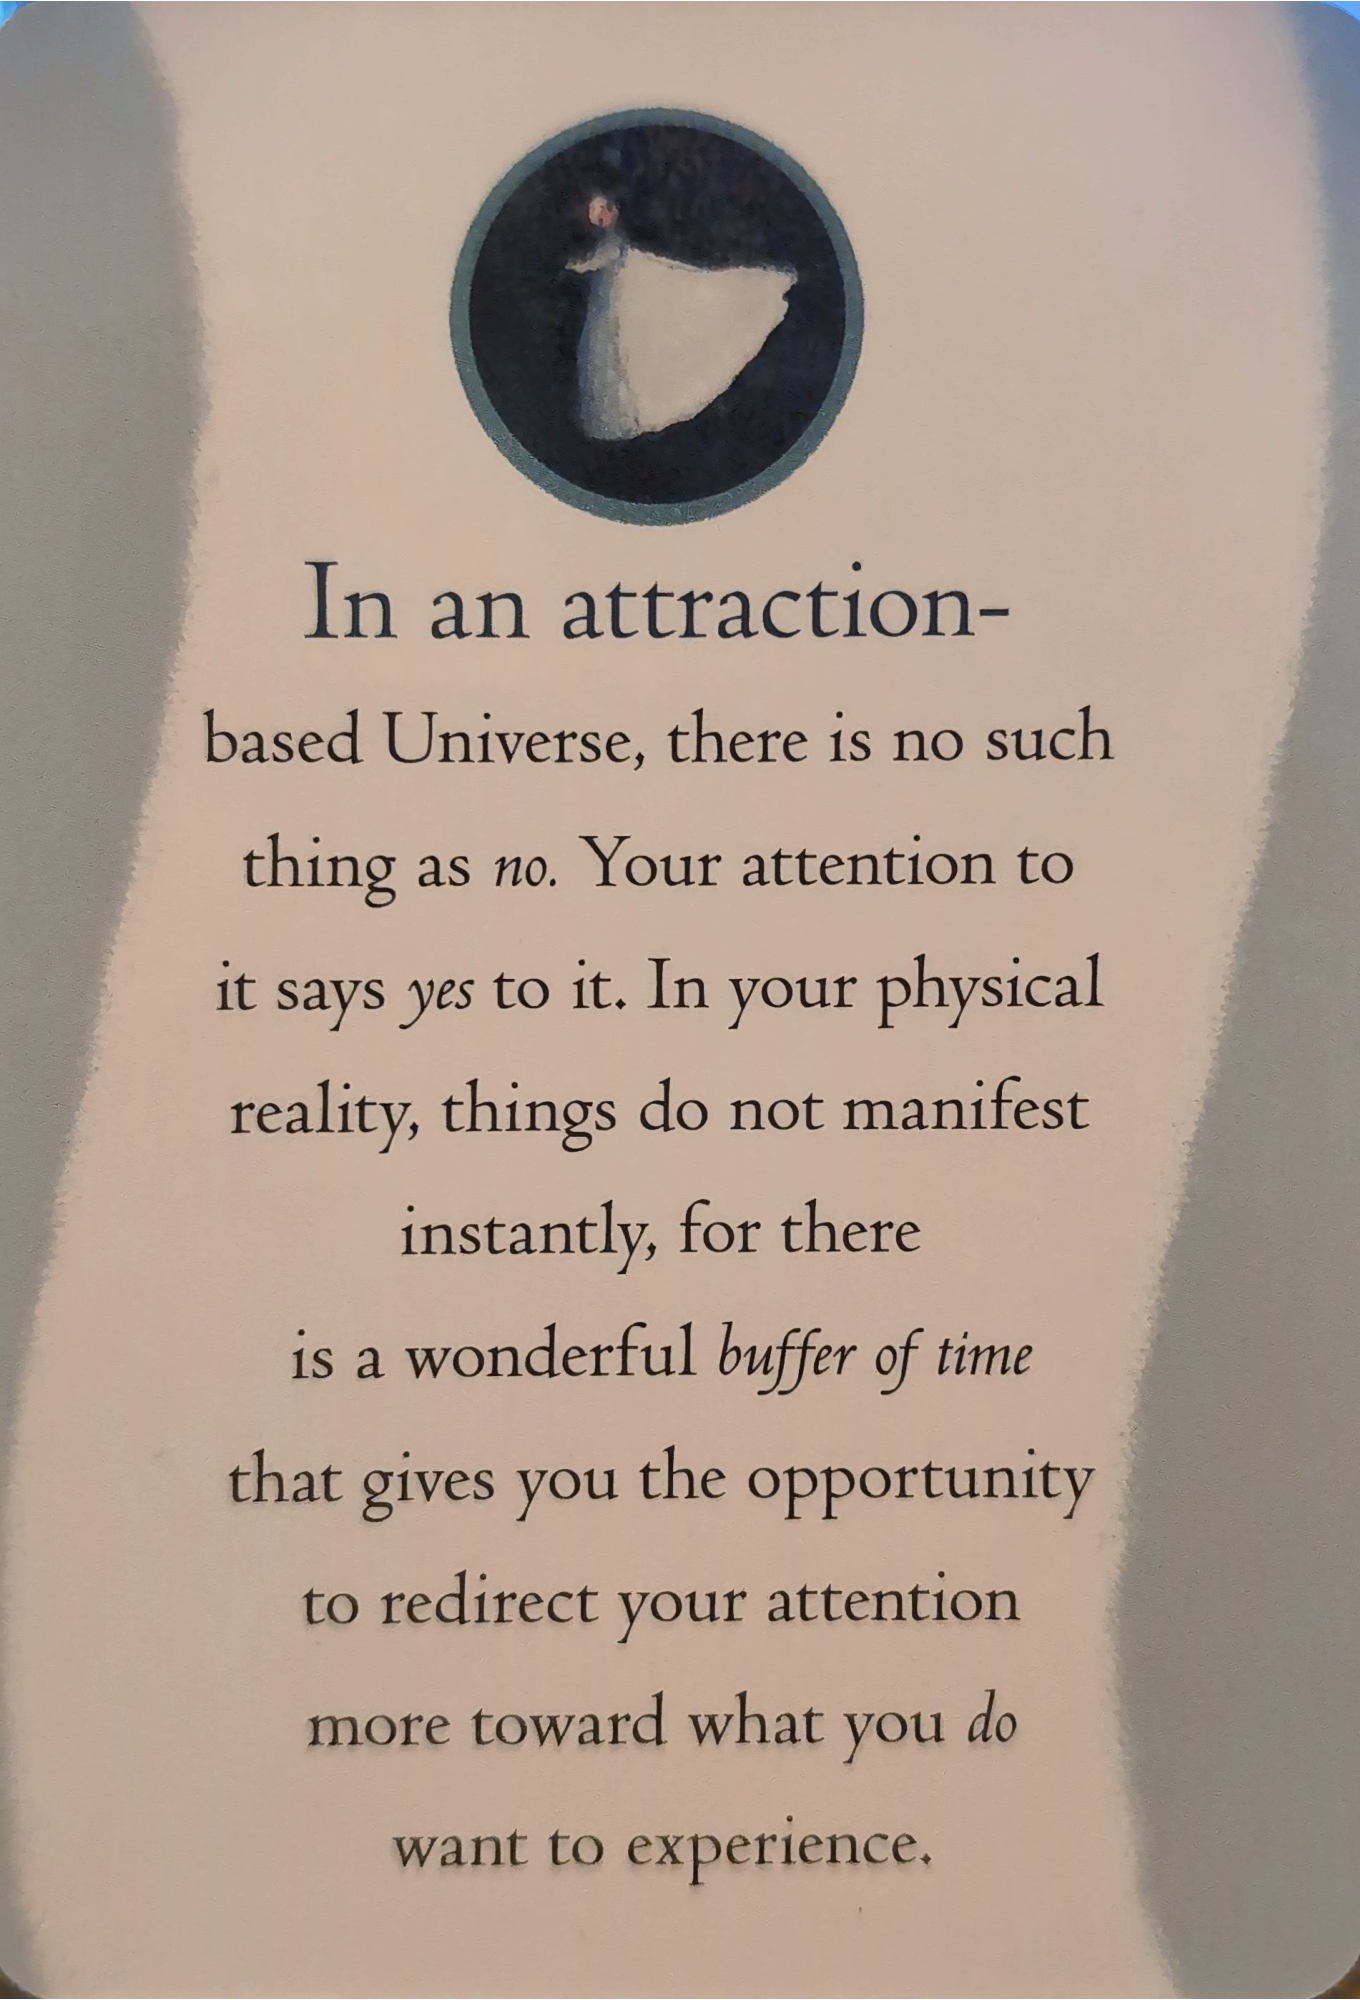 In an attraction-
based Universe, there is no such
thing as no. Your attention to
it says yes to it. In your physical
reality, things do not manifest
instantly, for there
is a wonderful buffer of time
that gives you the opportunity
to redirect your attention
more toward what you do
want to experience.